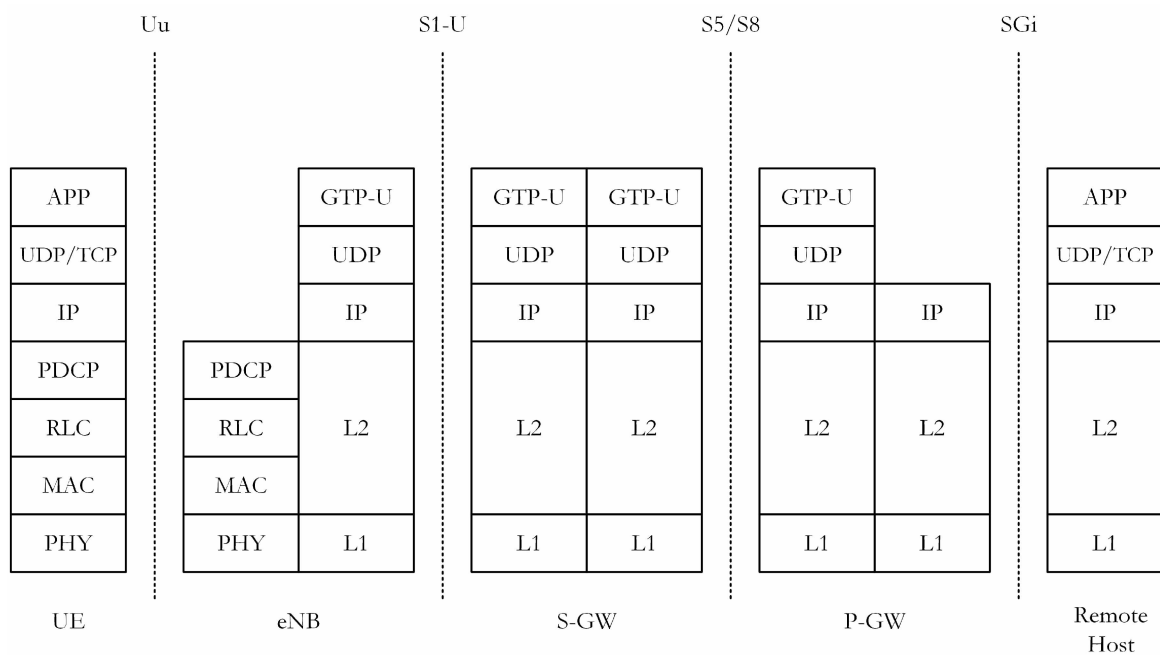 Uu S1-U S5/S8 SGi
APP GTP-U GTP-U GTP-U GTP-U APP
UDP/TCP UDP UDP UDP UDP UDP/TCP
IP IP IP IP IP IP IP
PDCP PDCP
RLC RLC L2 L2 L2 L2 L2 L2
MAC MAC
PHY PHY L1 L1 L1 L1 L1 L1
UE eNB S-GW P-GW Remote
Host